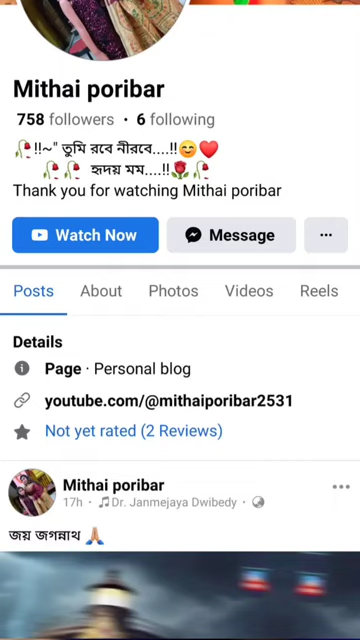 Mithai poribar
758 followers • 6 following
🥀!!~" তুমি রবে নীরবে....!!😊❤️
🥀🥀 হৃদয় মম....!!🌹🥀
Thank you for watching Mithai poribar
Watch Now
Message
...
Posts About Photos Videos Reels
Details
Page · Personal blog
youtube.com/@mithaiporibar2531
Not yet rated (2 Reviews)
Mithai poribar
17h · ♫Dr. Janmejaya Dwibedy ·
জয় জগন্নাথ 🙏🏼